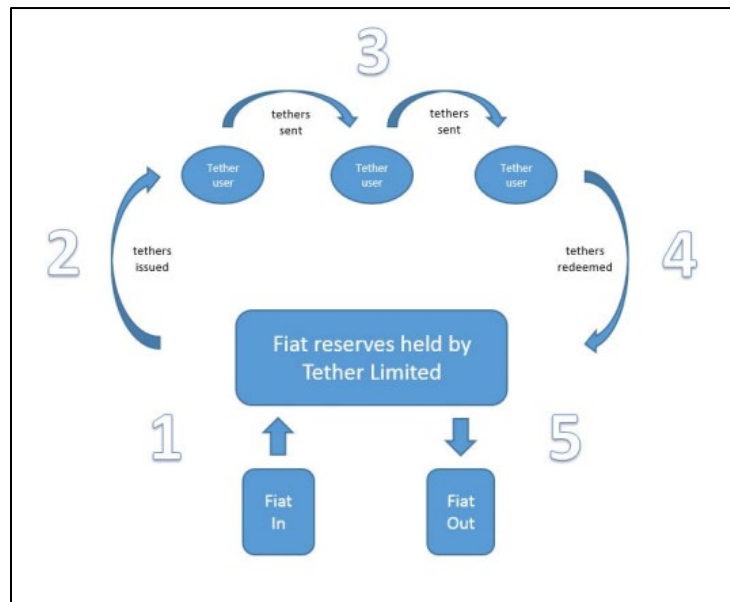 3
tethers
sent
tethers
sent
Tether
user
Tether
user
Tether
user
2
tethers
issued
tethers
redeemed
4
Fiat reserves held by
Tether Limited
1
5
Fiat
In
Fiat
Out